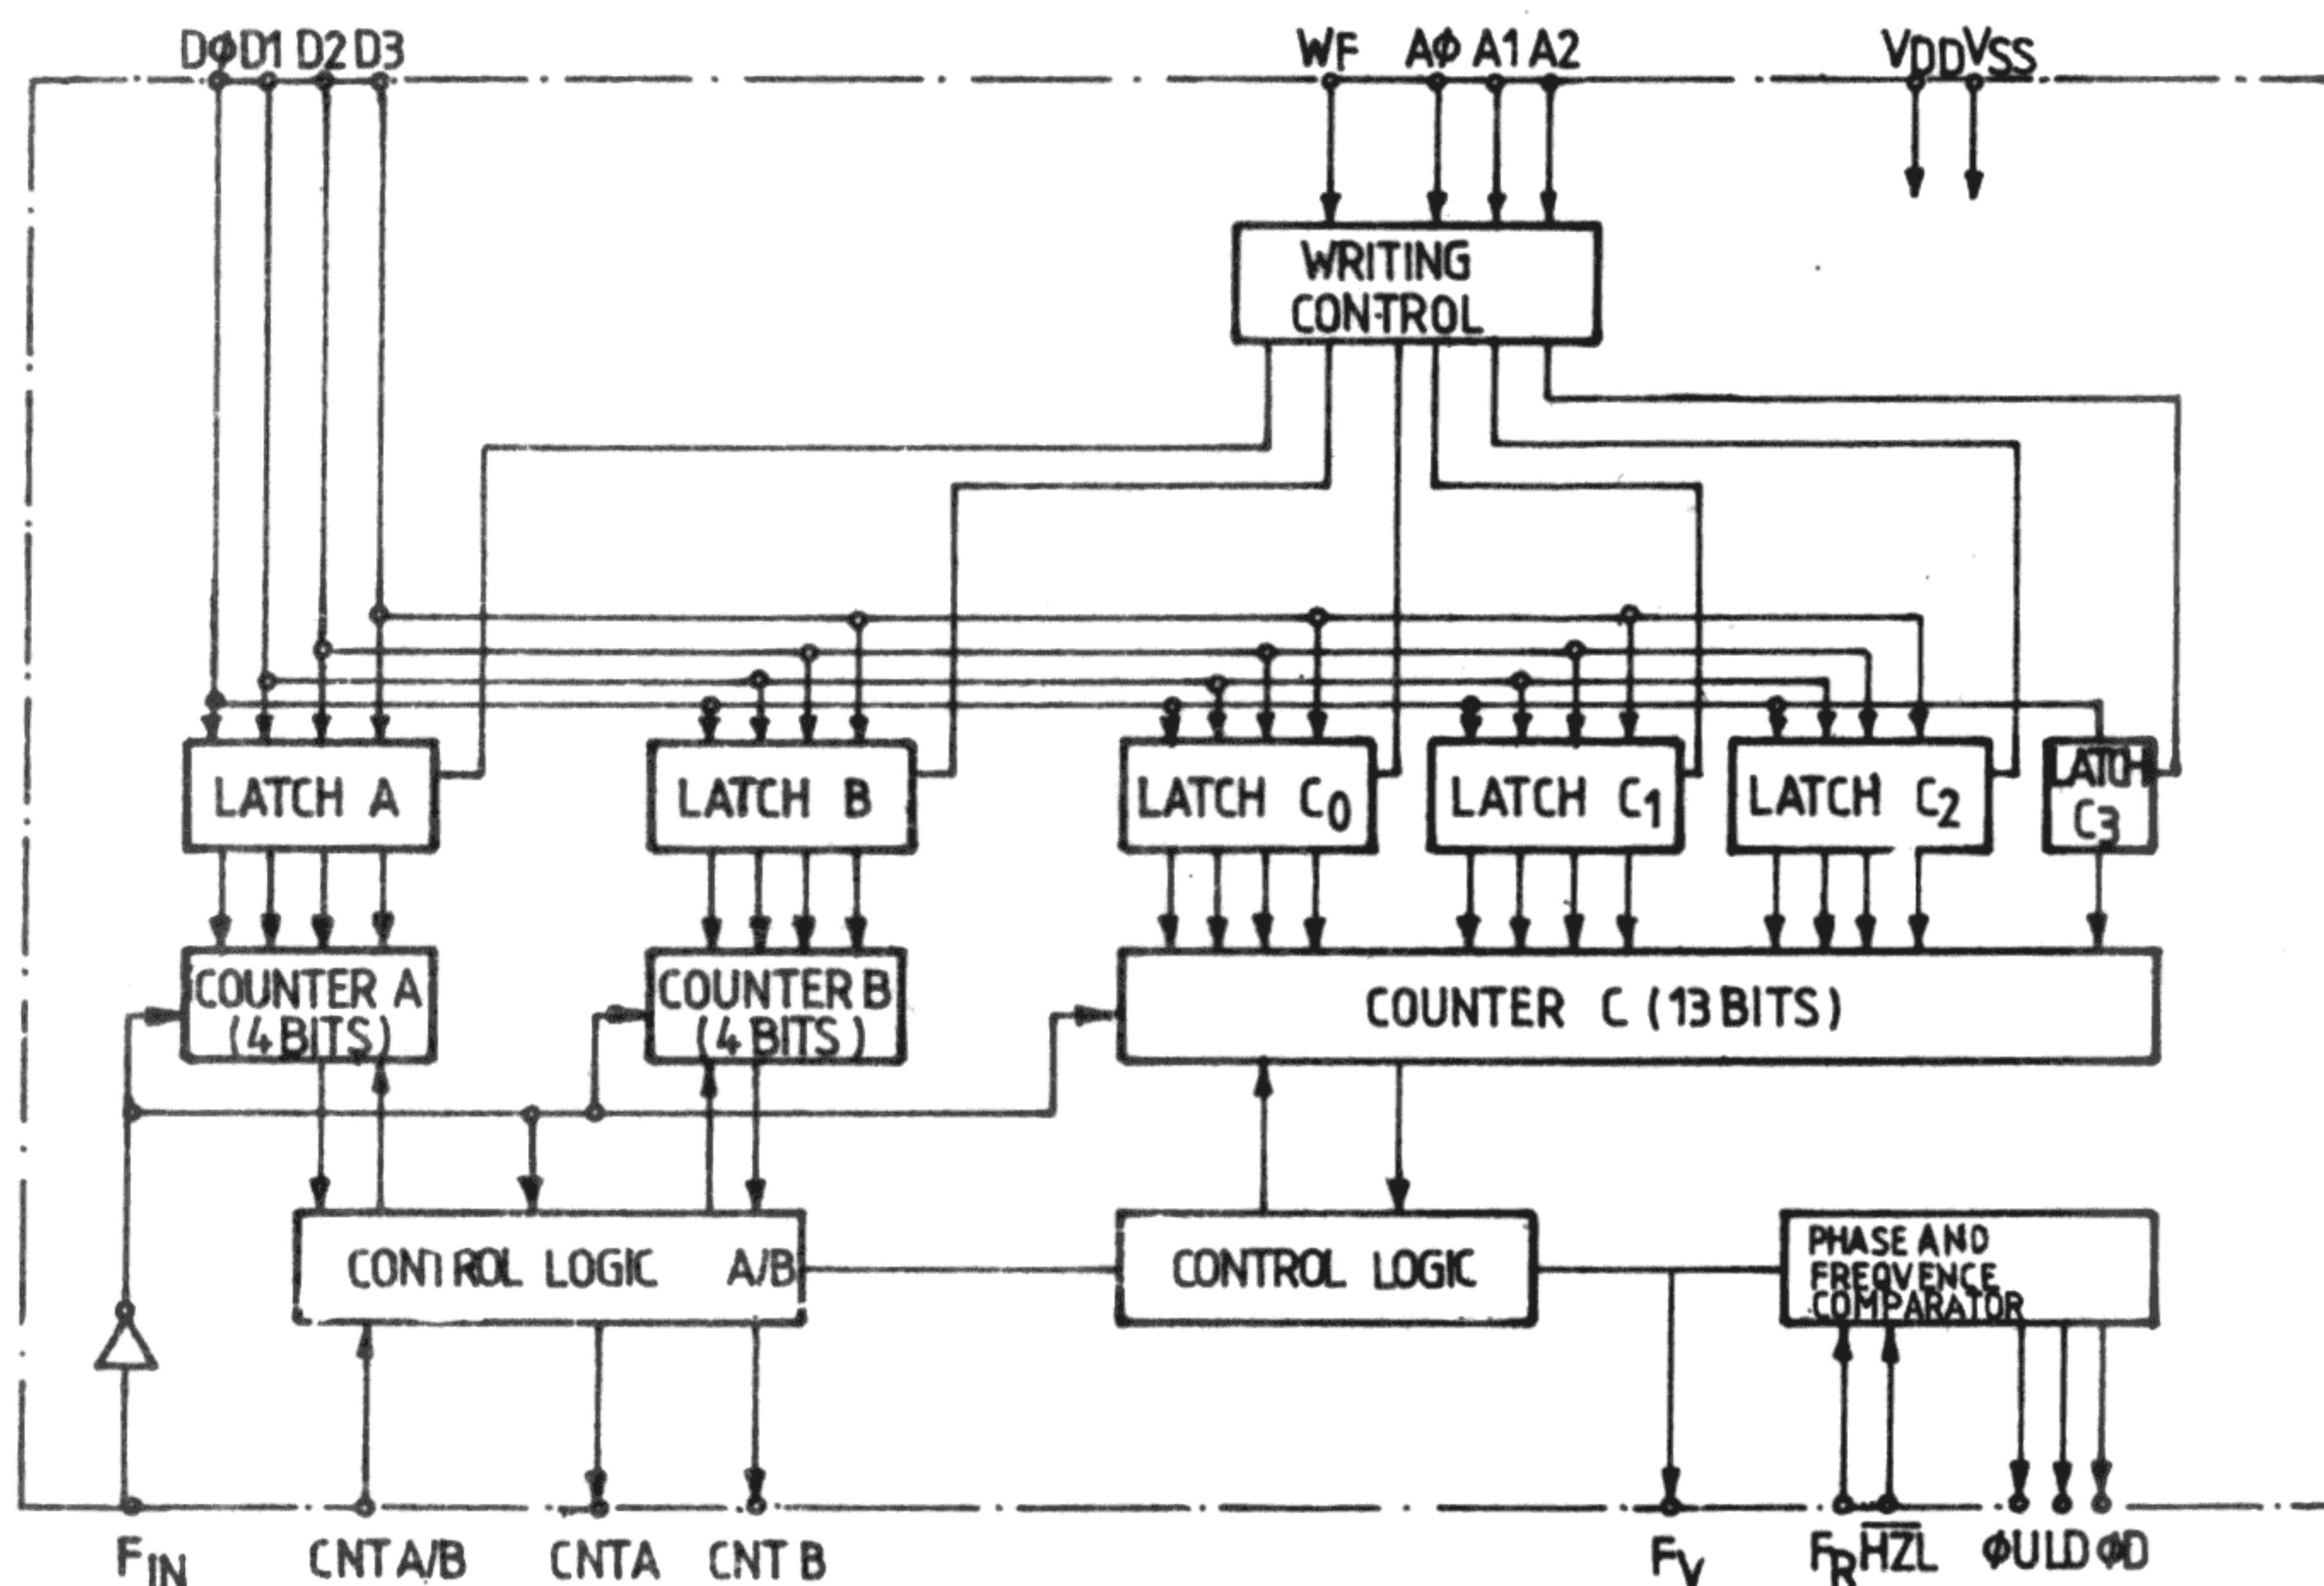 Dϕ D1 D2 D3 WF Aϕ A1 A2 VDD VSS
WRITING
CONTROL
LATCH A LATCH B LATCH C0 LATCH C1 LATCH C2 LATCH
C3
COUNTER A
(4 BITS)
COUNTER B
(4 BITS)
COUNTER C (13 BITS)
CONTROL LOGIC A/B
CONTROL LOGIC
PHASE AND
FREQVENCE
COMPARATOR
FIN CNT A/B CNTA CNT B FV FR HZL ϕU LD ϕD